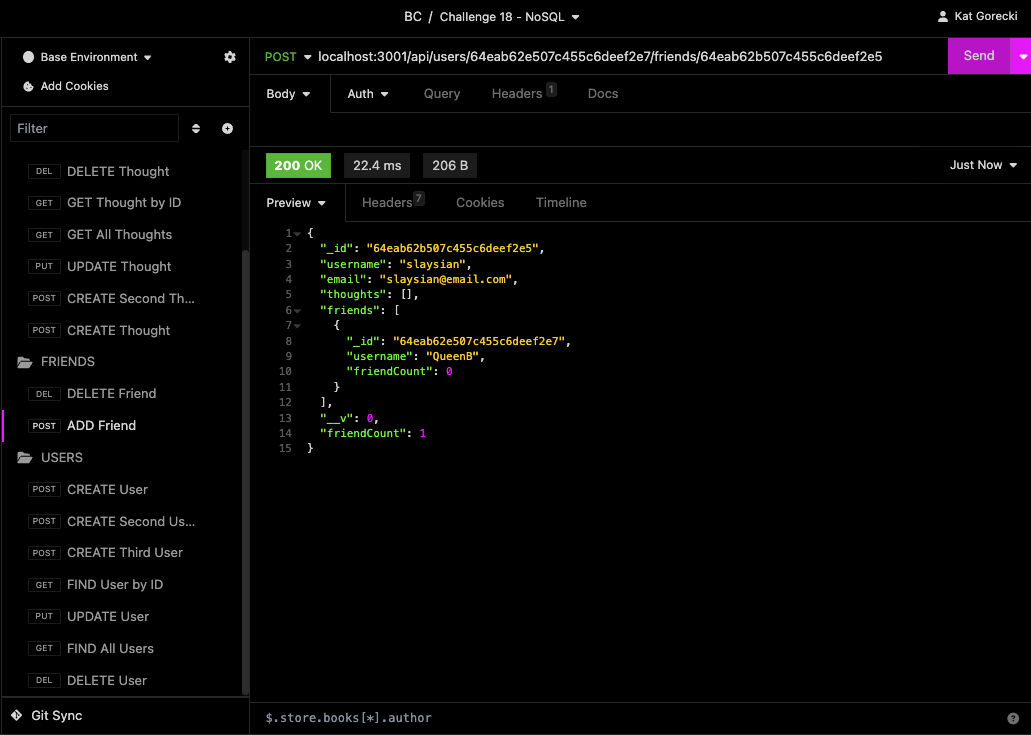 BC / Challenge 18 - NoSQL
Kat Gorecki
Base Environment
Add Cookies
Filter
DEL DELETE Thought
GET GET Thought by ID
GET GET All Thoughts
PUT UPDATE Thought
POST CREATE Second Th...
POST CREATE Thought
FRIENDS
DEL DELETE Friend
POST ADD Friend
USERS
POST CREATE User
POST CREATE Second Us...
POST CREATE Third User
GET FIND User by ID
PUT UPDATE User
GET FIND All Users
DEL DELETE User
Git Sync
POST localhost:3001/api/users/64eab62e507c455c6deef2e7/friends/64eab62b507c455c6deef2e5 Send
Body Auth Query Headers 1 Docs
200 OK 22.4 ms 206 B Just Now
Preview Headers 7 Cookies Timeline
1 {
2 "_id": "64eab62b507c455c6deef2e5",
3 "username": "slaysian",
4 "email": "slaysian@email.com",
5 "thoughts": [],
6 "friends": [
7 {
8 "_id": "64eab62e507c455c6deef2e7",
9 "username": "QueenB",
10 "friendCount": 0
11 }
12 ],
13 "__v": 0,
14 "friendCount": 1
15 }
$.store.books[*].author
?